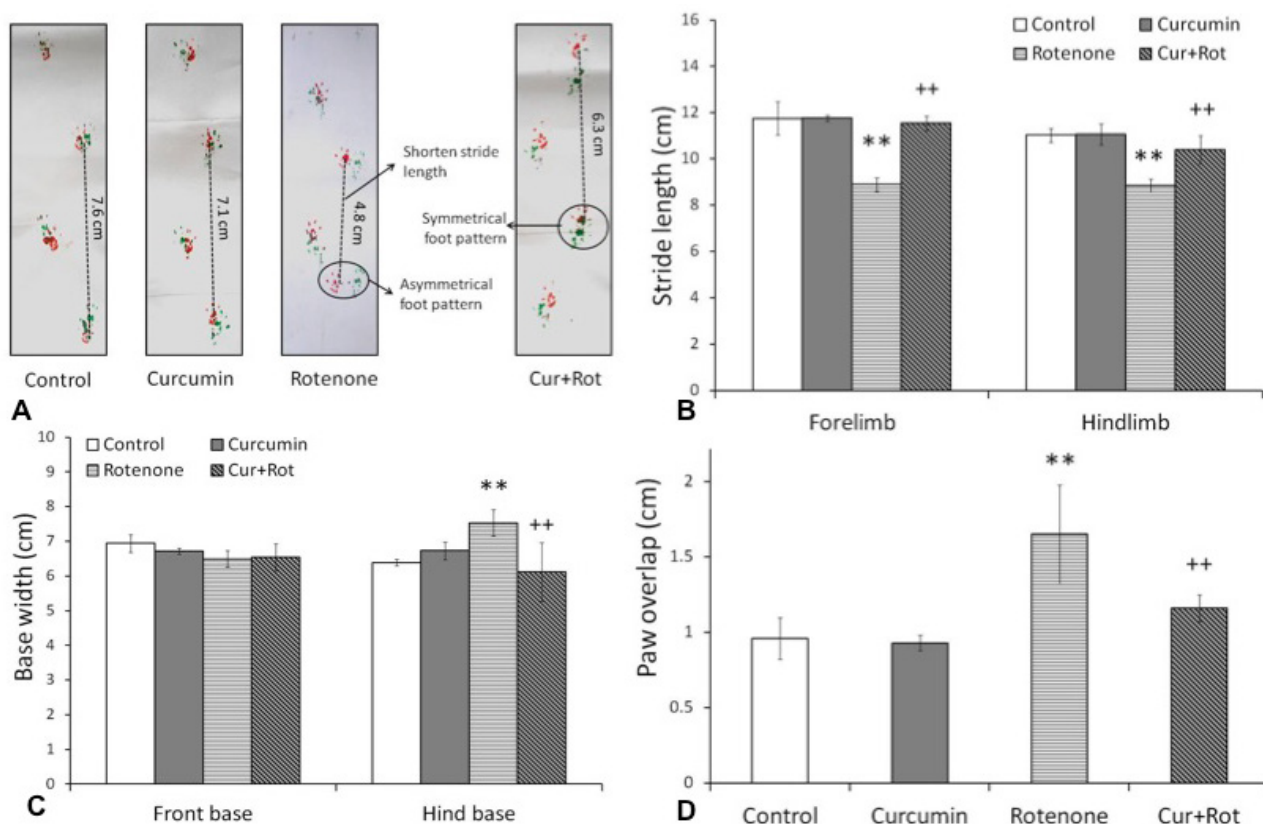 7.6 cm
7.1 cm
4.8 cm
6.3 cm
Shorten stride
length
Symmetrical
foot pattern
Asymmetrical
foot pattern
Control
Curcumin
Rotenone
Cur+Rot
A
Control
Curcumin
Rotenone
Cur+Rot
Stride length (cm)
16
14
12
10
8
6
4
2
0
++
**
++
**
Forelimb
Hindlimb
B
Control
Curcumin
Rotenone
Cur+Rot
Base width (cm)
10
9
8
7
6
5
4
3
2
1
0
**
++
Front base
Hind base
C
Paw overlap (cm)
2
1.5
1
0.5
0
**
++
Control
Curcumin
Rotenone
Cur+Rot
D